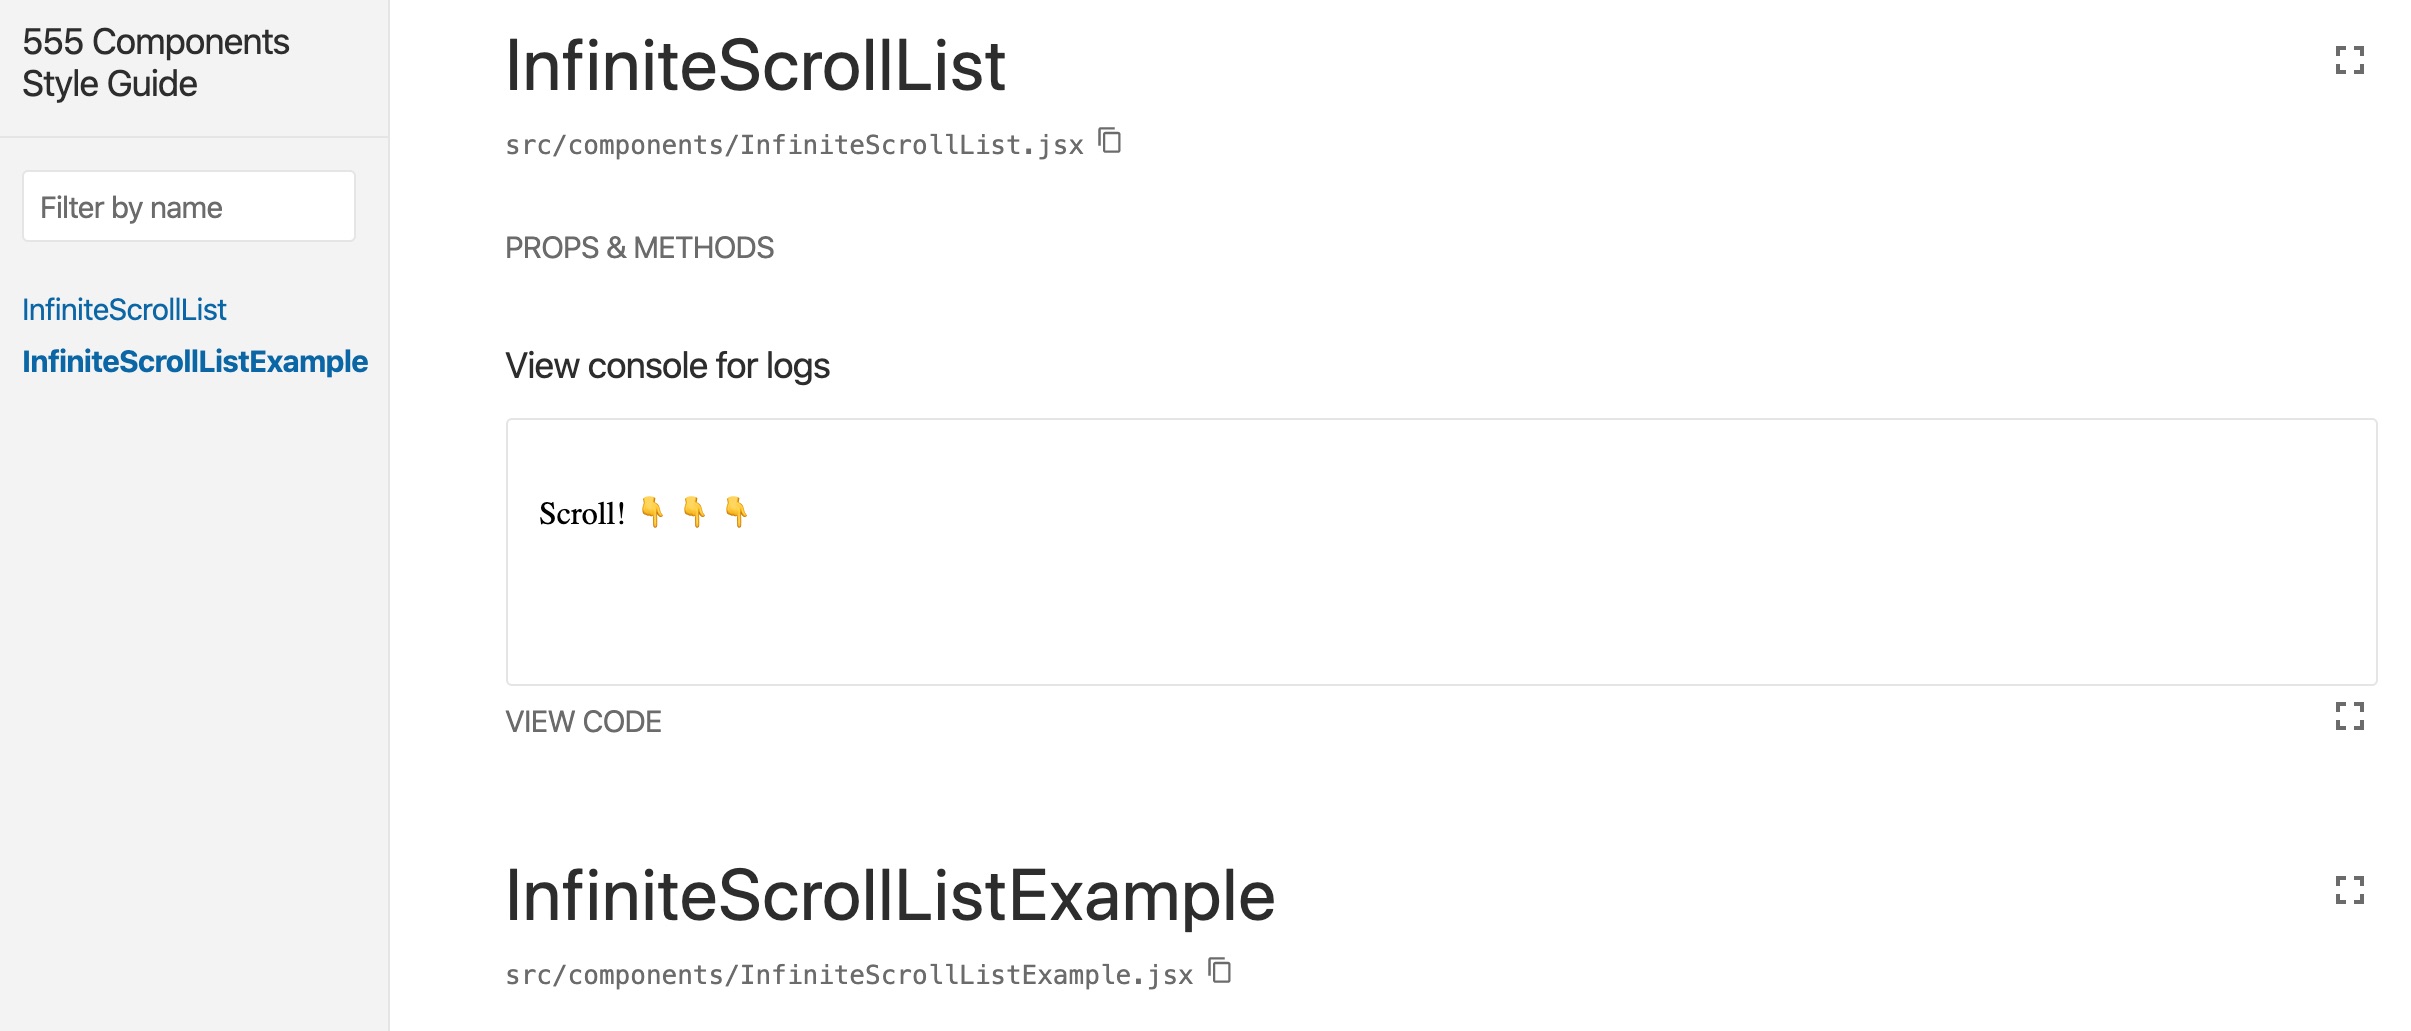 555 Components
Style Guide
Filter by name
InfiniteScrollList
InfiniteScrollListExample
InfiniteScrollList
src/components/InfiniteScrollList.jsx
PROPS & METHODS
View console for logs
Scroll! 👇 👇 👇
VIEW CODE
InfiniteScrollListExample
src/components/InfiniteScrollListExample.jsx